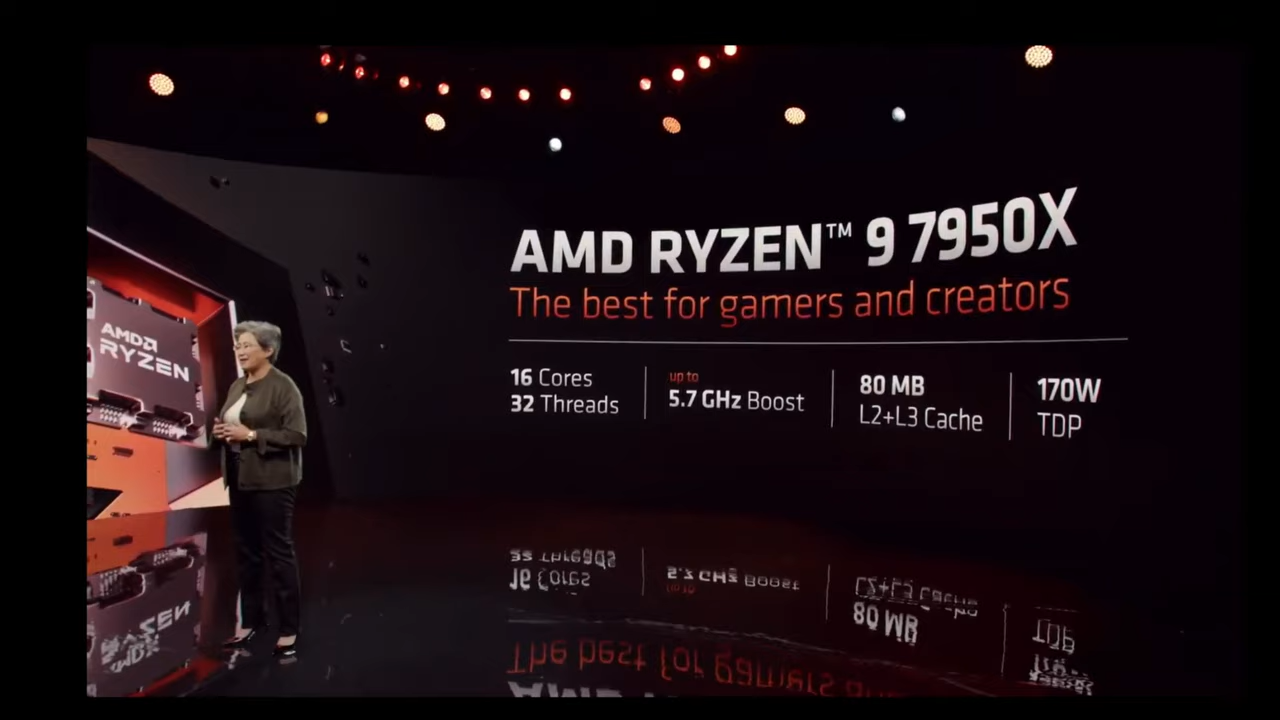 AMD RYZEN™ 9 7950X
The best for gamers and creators
16 Cores
32 Threads
up to
5.7 GHz Boost
80 MB
L2+L3 Cache
170W
TDP
AMD
RYZEN